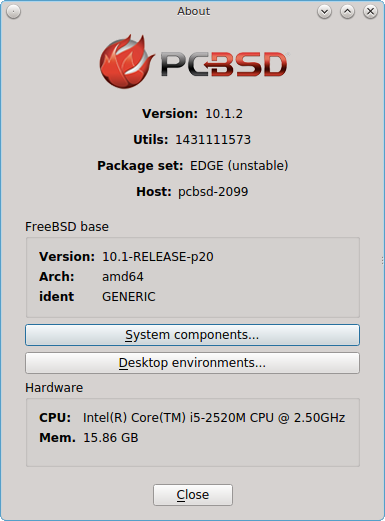 About
PCBSD
Version: 10.1.2
Utils: 1431111573
Package set: EDGE (unstable)
Host: pcbsd-2099
FreeBSD base
Version: 10.1-RELEASE-p20
Arch: amd64
ident GENERIC
System components...
Desktop environments...
Hardware
CPU: Intel(R) Core(TM) i5-2520M CPU @ 2.50GHz
Mem. 15.86 GB
Close